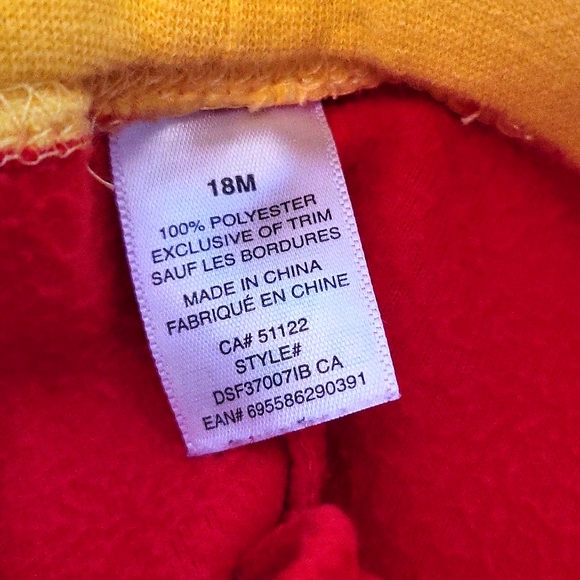 18M
100% POLYESTER
EXCLUSIVE OF TRIM
SAUF LES BORDURES
MADE IN CHINA
FABRIQUÉ EN CHINE
CA# 51122
STYLE#
DSF37007IB CA
EAN# 695586290391